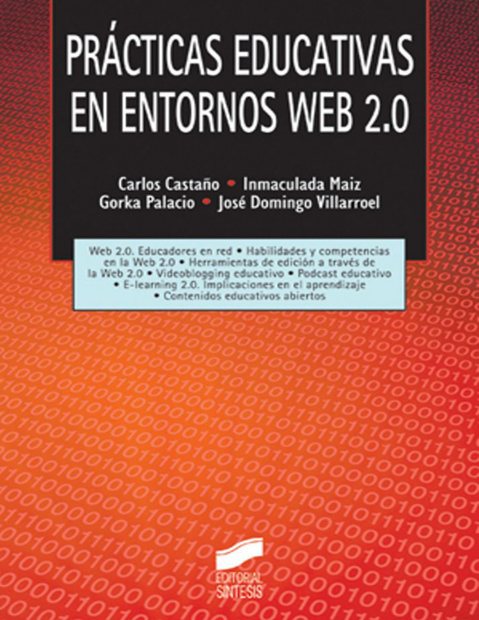 PRÁCTICAS EDUCATIVAS
EN ENTORNOS WEB 2.0
Carlos Castaño • Inmaculada Maiz
Gorka Palacio • José Domingo Villarroel
Web 2.0. Educadores en red • Habilidades y competencias
en la Web 2.0 • Herramientas de edición a través de
la Web 2.0 • Videoblogging educativo • Podcast educativo
• E-learning 2.0. Implicaciones en el aprendizaje
• Contenidos educativos abiertos
EDITORIAL
SINTESIS